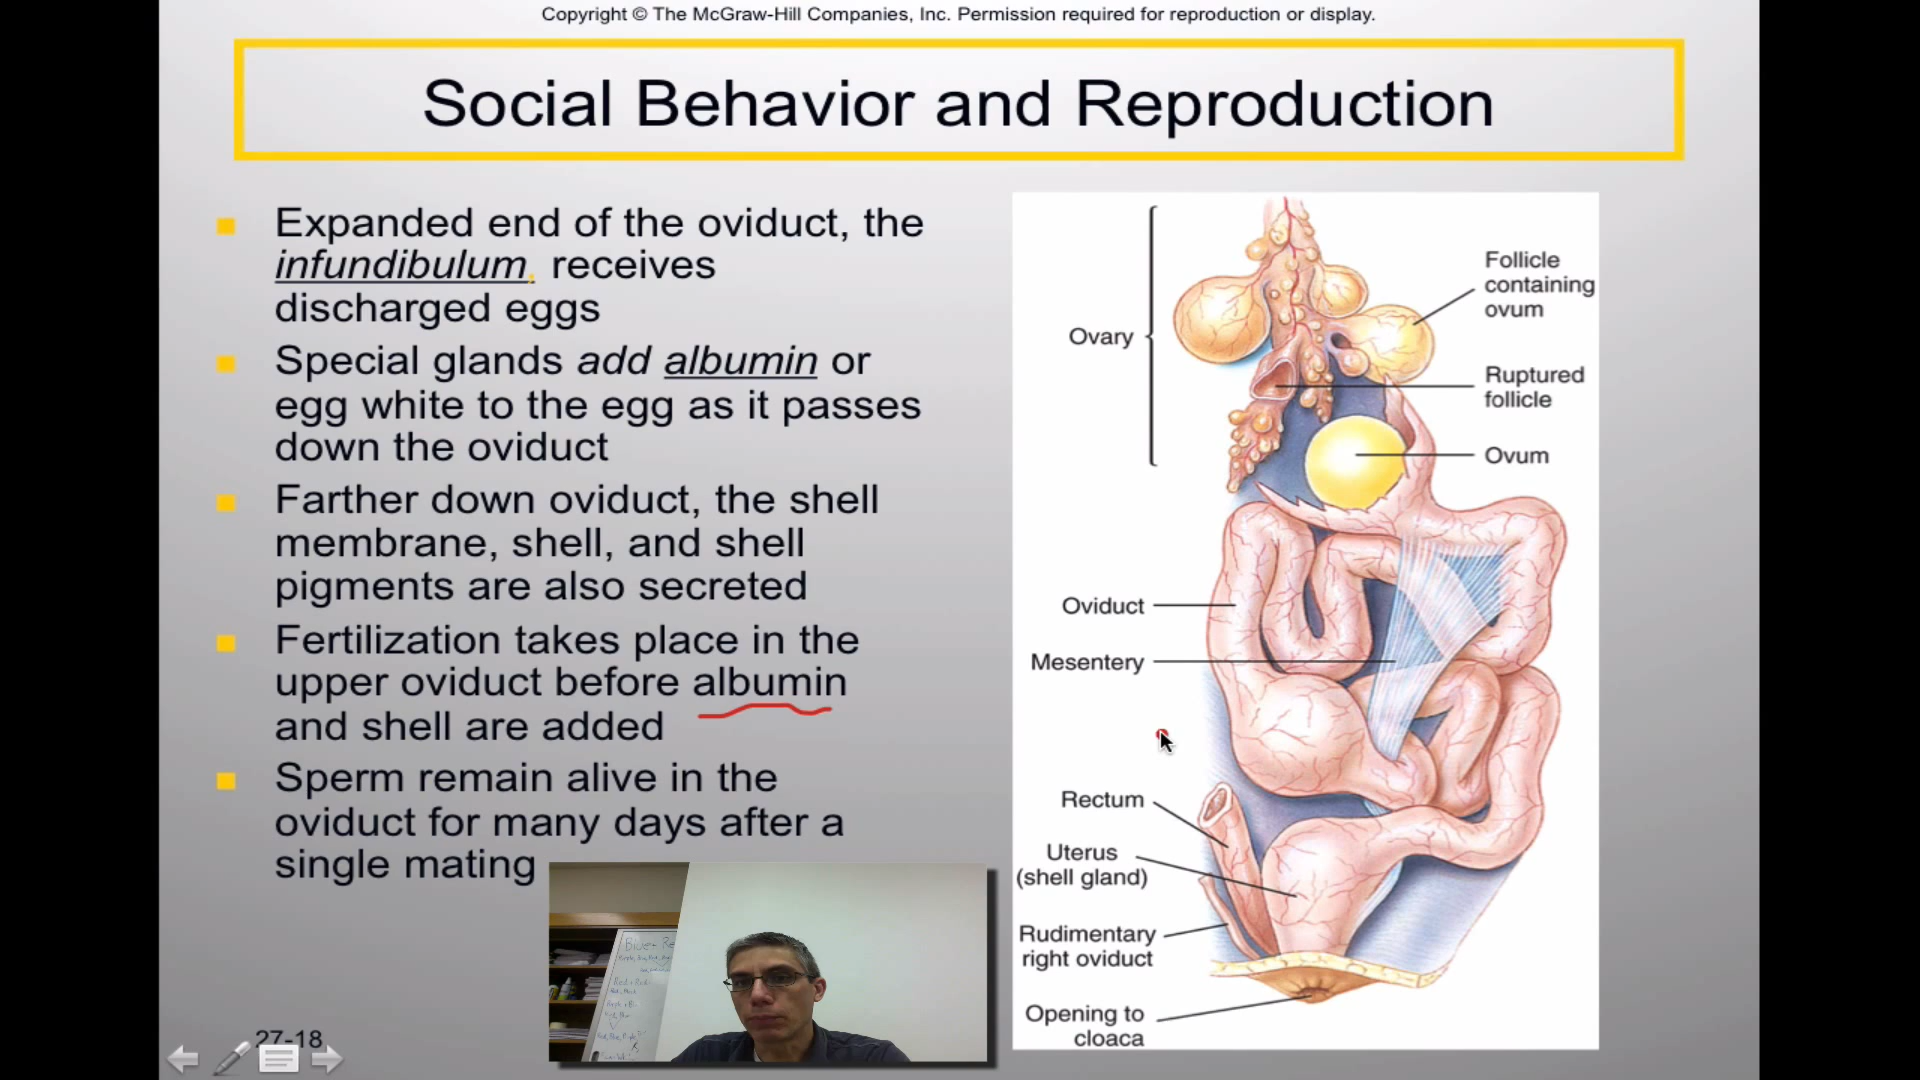 Copyright © The McGraw-Hill Companies, Inc. Permission required for reproduction or display.
Social Behavior and Reproduction
Expanded end of the oviduct, the
infundibulum, receives
discharged eggs
Special glands add albumin or
egg white to the egg as it passes
down the oviduct
Farther down oviduct, the shell
membrane, shell, and shell
pigments are also secreted
Fertilization takes place in the
upper oviduct before albumin
and shell are added
Sperm remain alive in the
oviduct for many days after a
single mating
Follicle
containing
ovum
Ovary
Ruptured
follicle
Ovum
Oviduct
Mesentery
Rectum
Uterus
(shell gland)
Rudimentary
right oviduct
Opening to
cloaca
Blue+ Re
Red+Red
27-18